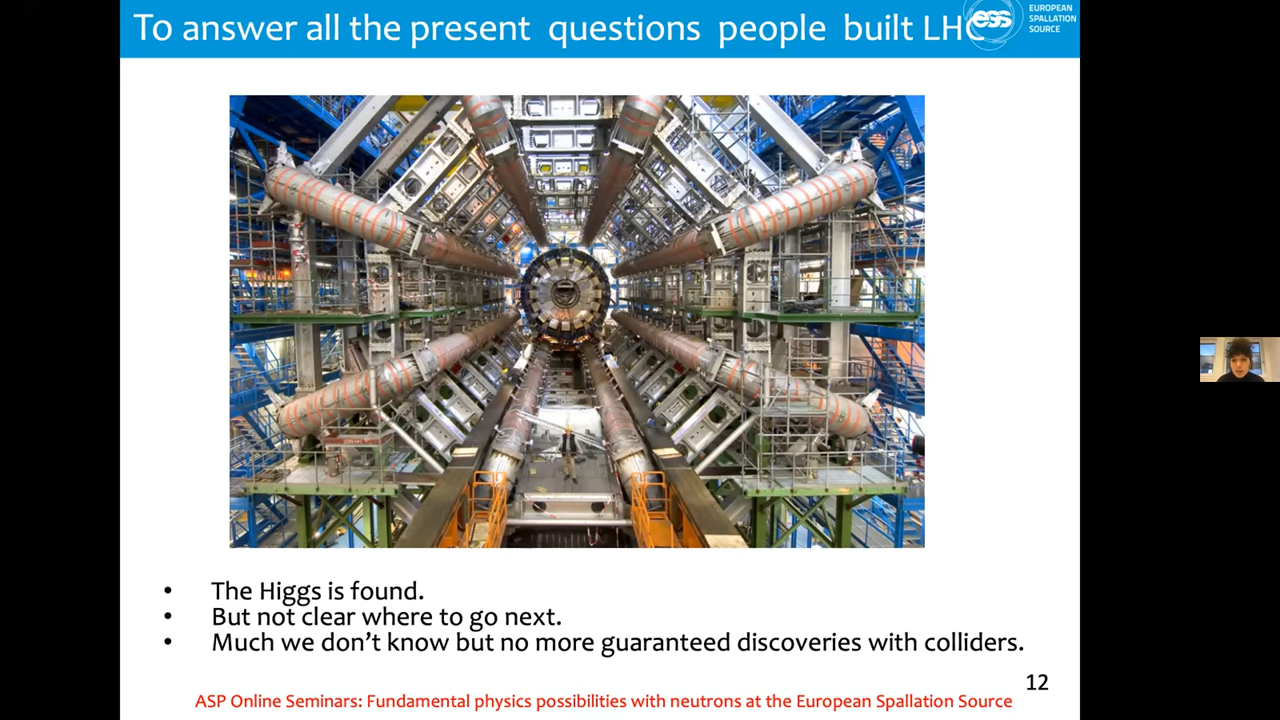 To answer all the present questions people built LHC
ess
EUROPEAN
SPALLATION
SOURCE
• The Higgs is found.
• But not clear where to go next.
• Much we don’t know but no more guaranteed discoveries with colliders.
12
ASP Online Seminars: Fundamental physics possibilities with neutrons at the European Spallation Source